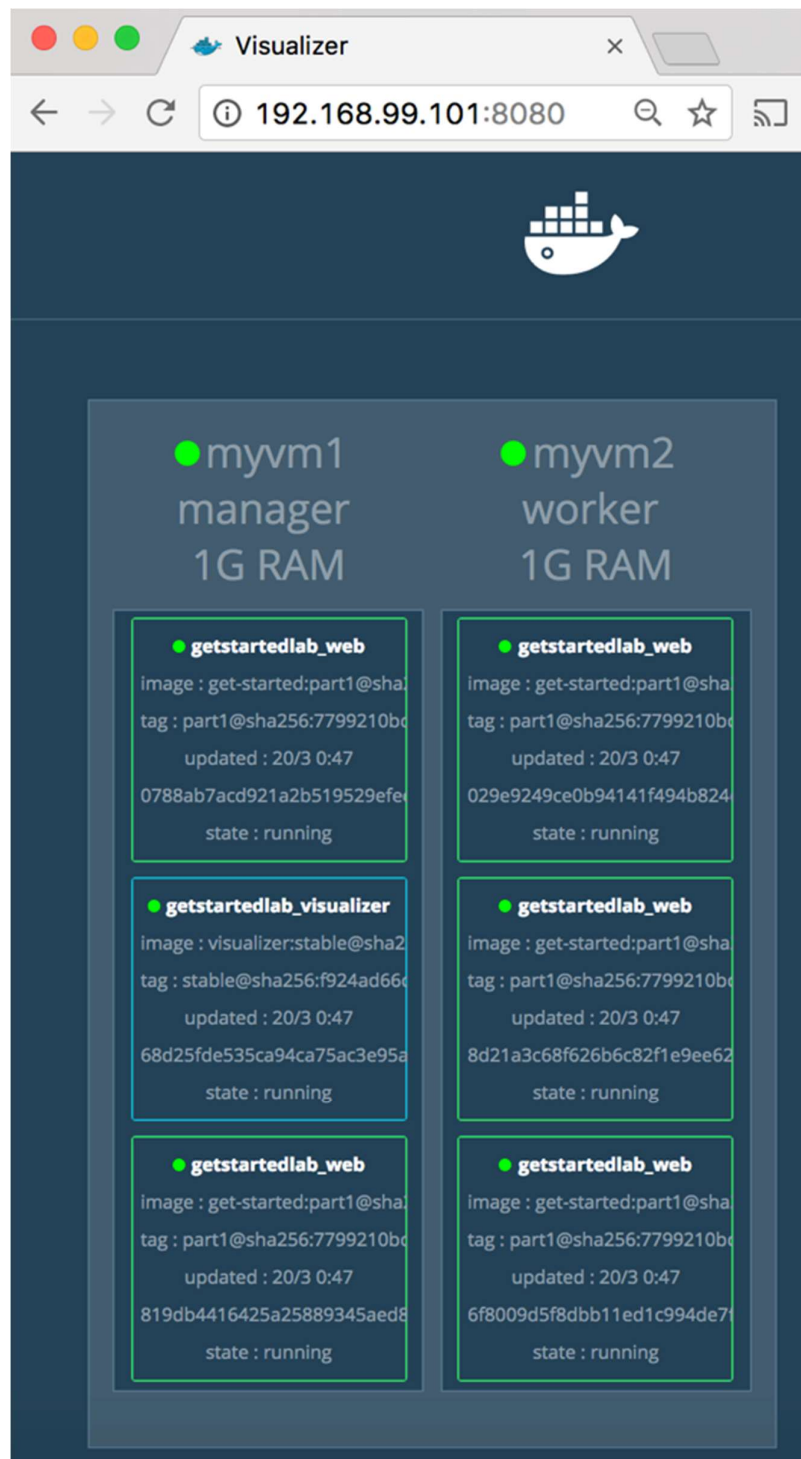 Visualizer
192.168.99.101:8080
myvm1
manager
1G RAM
getstartedlab_web
image : get-started:part1@sha
tag : part1@sha256:7799210b
updated : 20/3 0:47
0788ab7acd921a2b519529efe
state : running
getstartedlab_visualizer
image : visualizer:stable@sha2
tag : stable@sha256:f924ad66
updated : 20/3 0:47
68d25fde535ca94ca75ac3e95a
state : running
getstartedlab_web
image : get-started:part1@sha
tag : part1@sha256:7799210b
updated : 20/3 0:47
819db4416425a25889345aed8
state : running
myvm2
worker
1G RAM
getstartedlab_web
image : get-started:part1@sha
tag : part1@sha256:7799210b
updated : 20/3 0:47
029e9249ce0b94141f494b824
state : running
getstartedlab_web
image : get-started:part1@sha
tag : part1@sha256:7799210b
updated : 20/3 0:47
8d21a3c68f626b6c82f1e9ee62
state : running
getstartedlab_web
image : get-started:part1@sha
tag : part1@sha256:7799210b
updated : 20/3 0:47
6f8009d5f8dbb11ed1c994de7
state : running